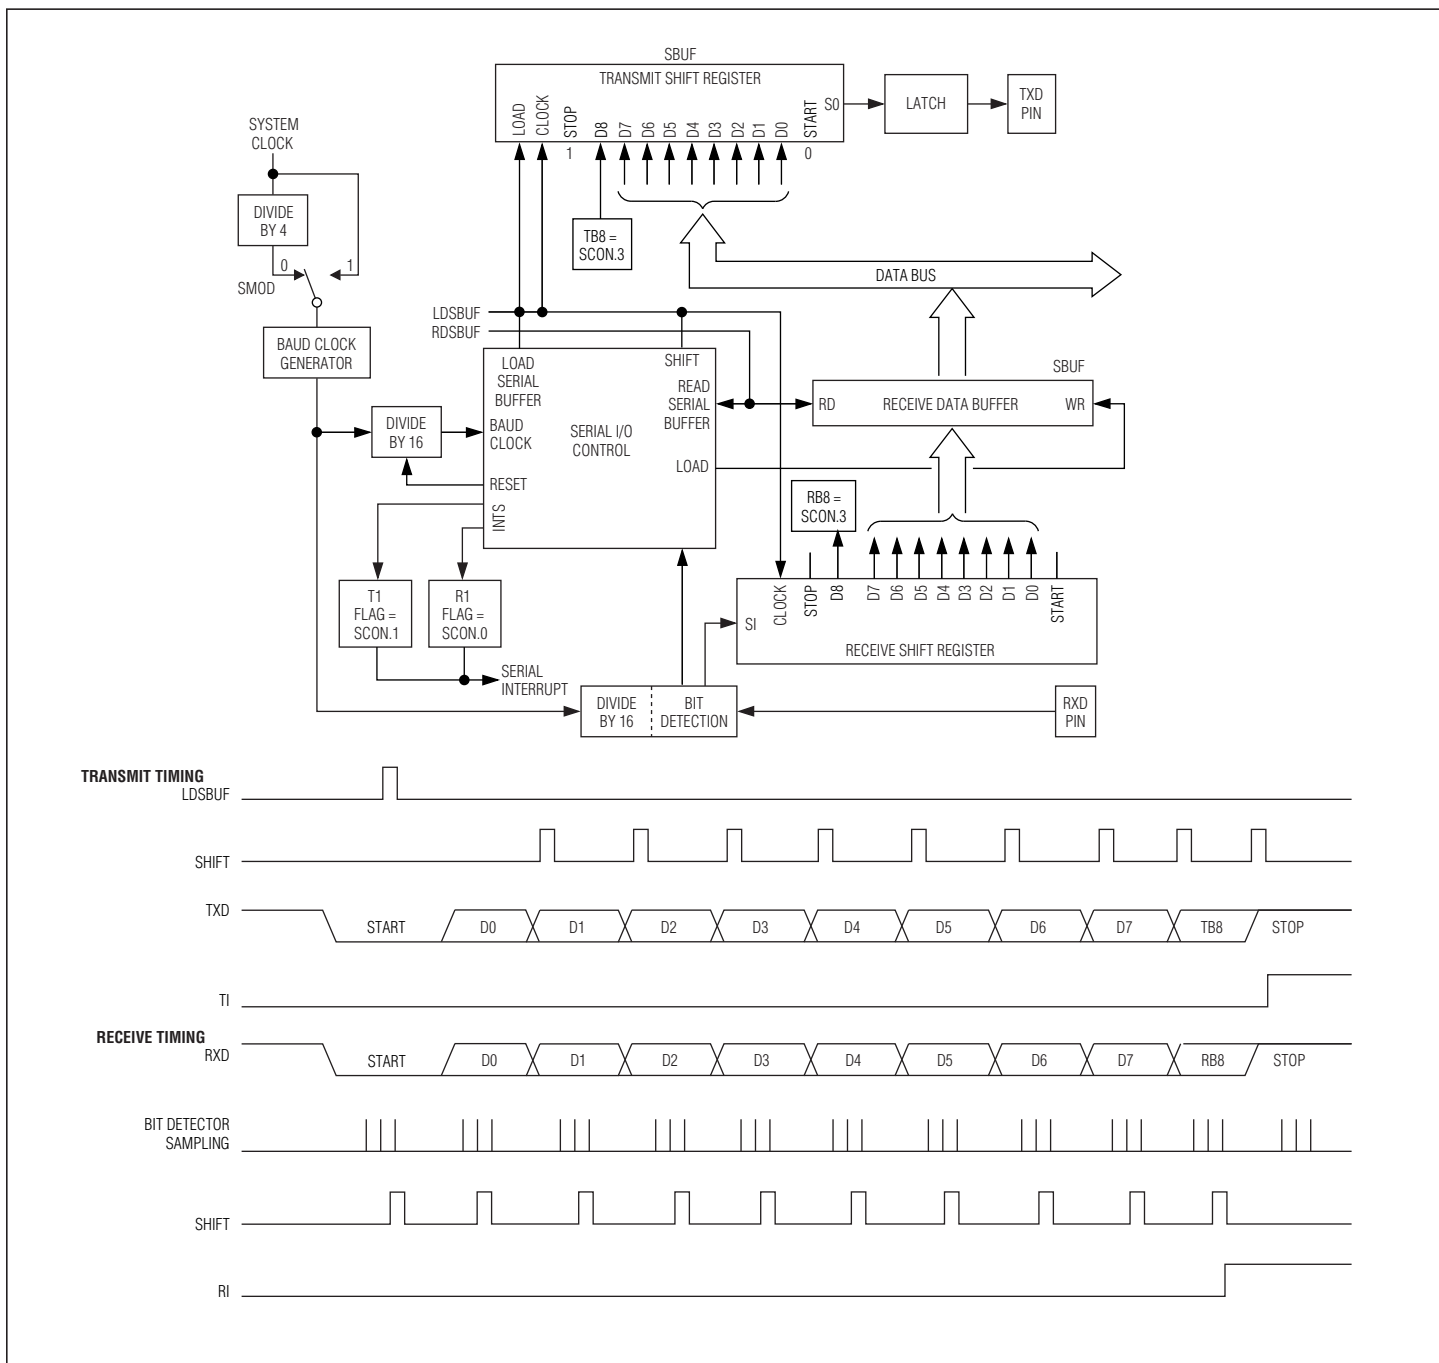 SBUF
TRANSMIT SHIFT REGISTER
LOAD
CLOCK
STOP
D8
D7
D6
D5
D4
D3
D2
D1
D0
START
S0
1
0
LATCH
TXD
PIN
SYSTEM
CLOCK
DIVIDE
BY 4
0
1
SMOD
BAUD CLOCK
GENERATOR
TB8 =
SCON.3
DATA BUS
LDSBUF
RDSBUF
LOAD
SERIAL
BUFFER
SHIFT
READ
SERIAL
BUFFER
BAUD
CLOCK
SERIAL I/O
CONTROL
LOAD
RESET
INTS
DIVIDE
BY 16
SBUF
RD
RECEIVE DATA BUFFER
WR
RB8 =
SCON.3
T1
FLAG =
SCON.1
R1
FLAG =
SCON.0
SERIAL
INTERRUPT
SI
CLOCK
STOP
D8
D7
D6
D5
D4
D3
D2
D1
D0
START
RECEIVE SHIFT REGISTER
DIVIDE
BY 16
BIT
DETECTION
RXD
PIN
TRANSMIT TIMING
LDSBUF
SHIFT
TXD
START D0 D1 D2 D3 D4 D5 D6 D7 TB8 STOP
TI
RECEIVE TIMING
RXD
START D0 D1 D2 D3 D4 D5 D6 D7 RB8 STOP
BIT DETECTOR
SAMPLING
SHIFT
RI